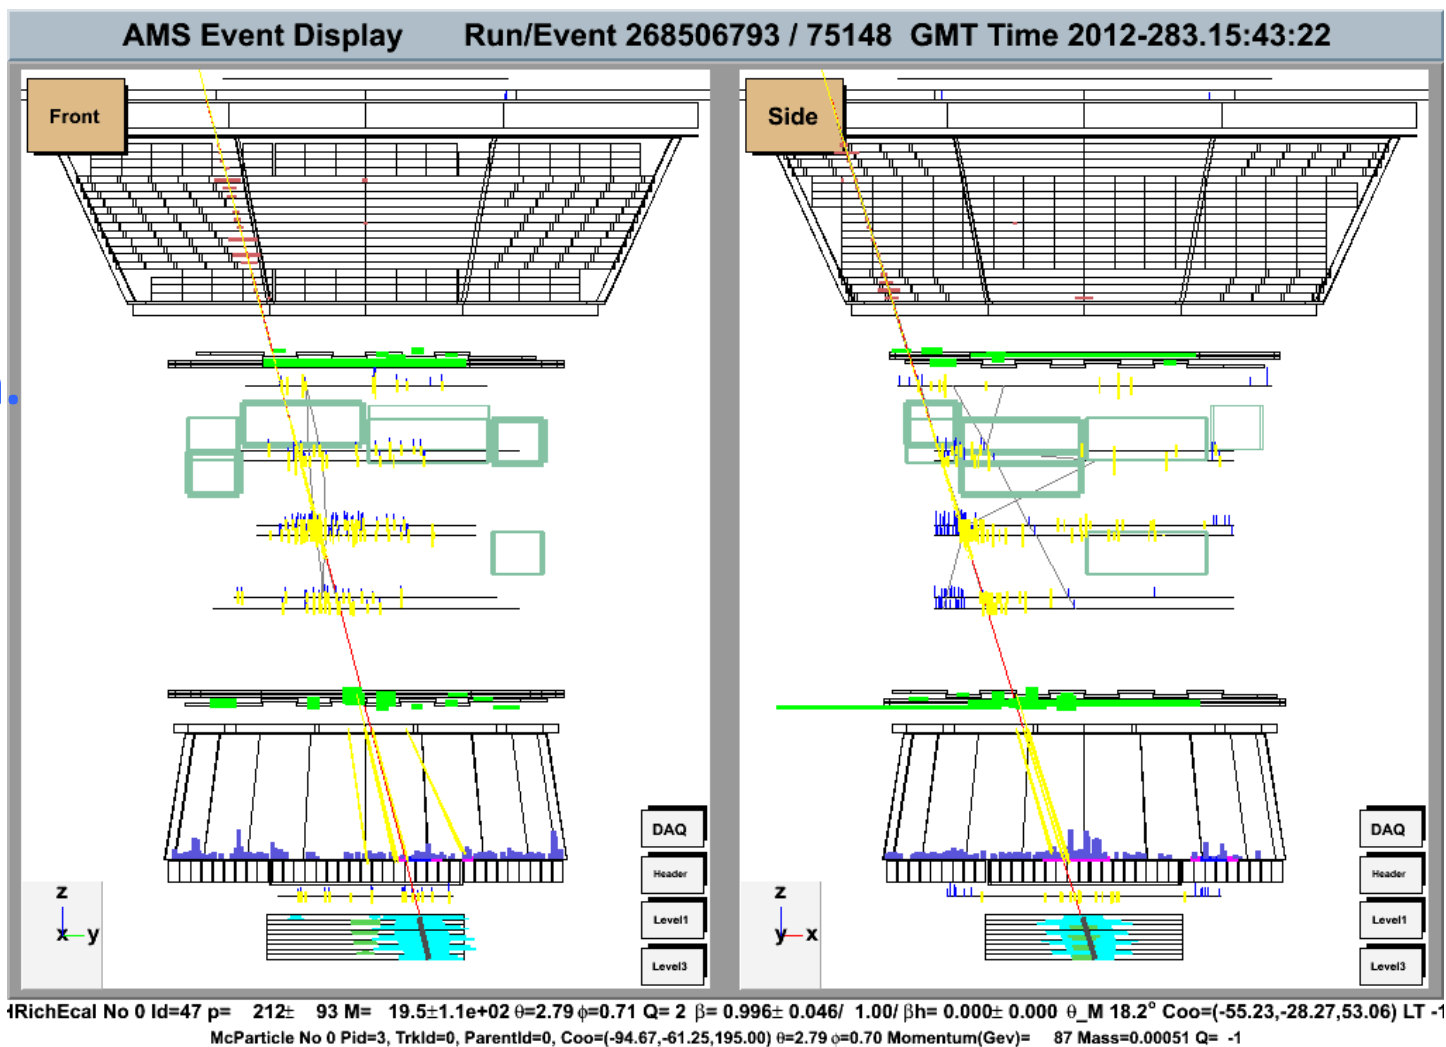 AMS Event Display Run/Event 268506793 / 75148 GMT Time 2012-283.15:43:22
Front
Side
DAQ
Header
Level1
Level3
z
x y
DAQ
Header
Level1
Level3
z
y x
RichEcal No 0 Id=47 p= 212± 93 M= 19.5±1.1e+02 θ=2.79 φ=0.71 Q= 2 β= 0.996± 0.046/ 1.00/ βh= 0.000± 0.000 θ_M 18.2° Coo=(-55.23,-28.27,53.06) LT -1
McParticle No 0 Pid=3, TrkId=0, ParentId=0, Coo=(-94.67,-61.25,195.00) θ=2.79 φ=0.70 Momentum(Gev)= 87 Mass=0.00051 Q= -1